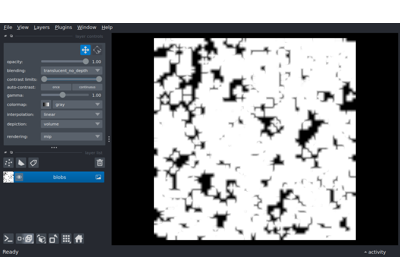 File View Layers Plugins Window Help
opacity: 1.00
blending: translucent_no_depth
contrast limits:
auto-contrast: once continuous
gamma: 1.00
colormap: gray
interpolation: linear
depiction: volume
rendering: mip
blobs
Ready activity